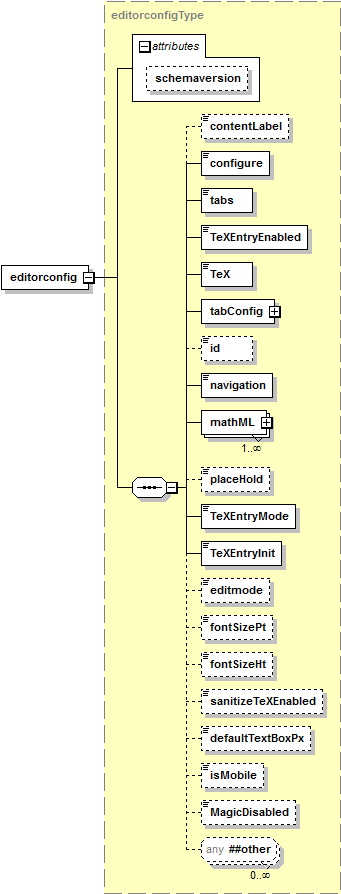 editorconfigType
attributes
schemaversion
contentLabel
configure
tabs
TeXEntryEnabled
editorconfig
TeX
tabConfig
id
navigation
mathML
1..∞
placeHold
TeXEntryMode
TeXEntryInit
editmode
fontSizePt
fontSizeHt
sanitizeTeXEnabled
defaultTextBoxPx
isMobile
MagicDisabled
any ##other
0..∞